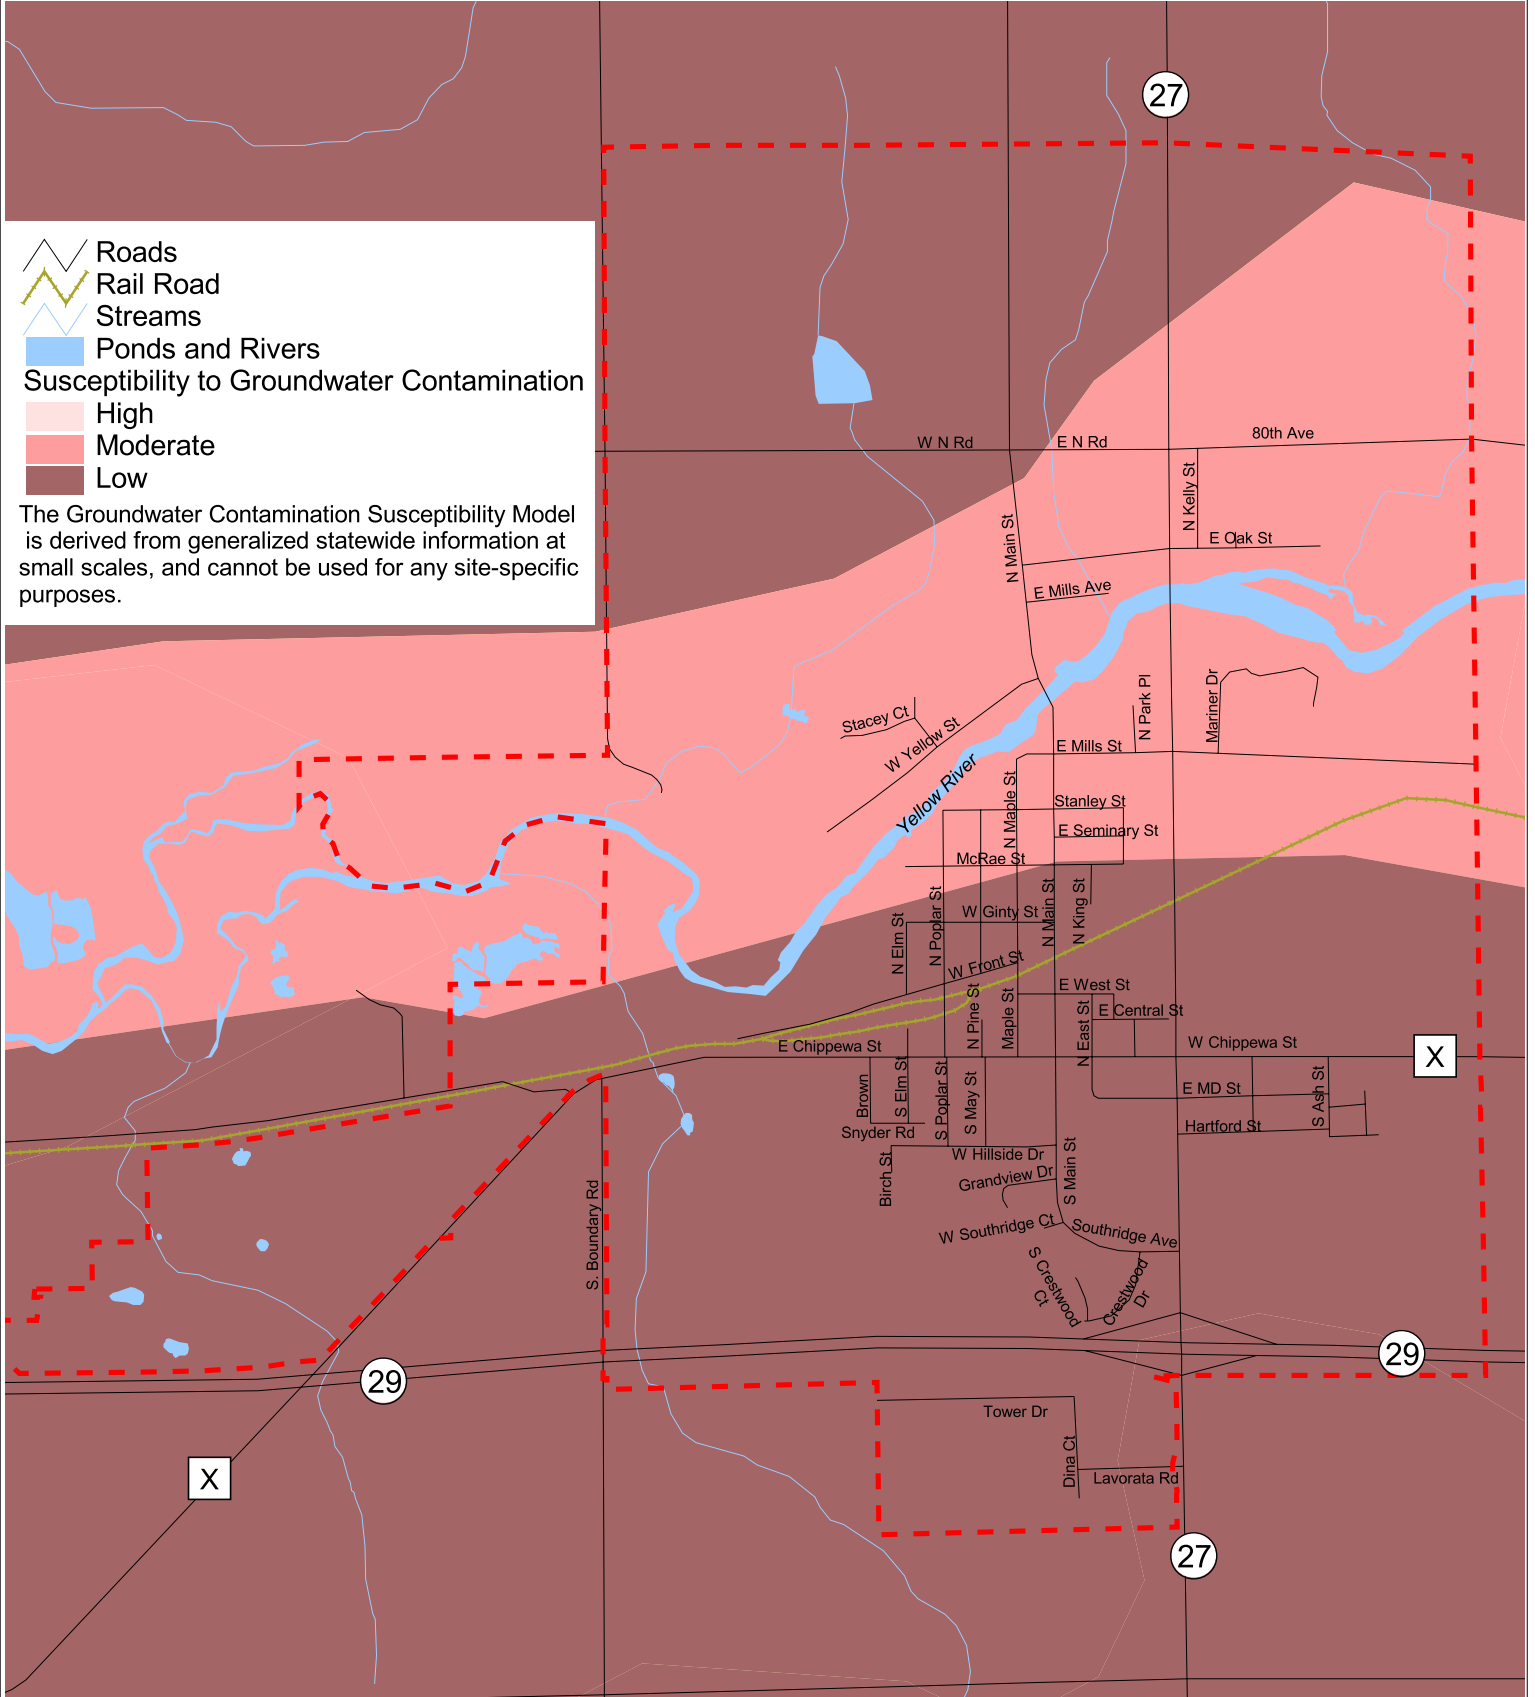 27
Roads
Rail Road
Streams
Ponds and Rivers
Susceptibility to Groundwater Contamination
High
Moderate
Low
The Groundwater Contamination Susceptibility Model
is derived from generalized statewide information at
small scales, and cannot be used for any site-specific
purposes.
W N Rd
E N Rd
80th Ave
N Kelly St
E Oak St
N Main St
E Mills Ave
Stacey Ct
W Yellow St
N Park Pl
Mariner Dr
E Mills St
Yellow River
N Maple St
Stanley St
E Seminary St
McRae St
N Elm St
N Poplar St
W Ginty St
N Main St
N King St
W Front St
E West St
N Pine St
Maple St
N East St
E Central St
E Chippewa St
W Chippewa St
X
Brown
S Elm St
S Poplar St
S May St
E MD St
S Ash St
Snyder Rd
Hartford St
Birch St
W Hillside Dr
S Main St
Grandview Dr
S. Boundary Rd
W Southridge Ct
Southridge Ave
S Crestwood
Ct
Crestwood
Dr
29
29
Tower Dr
Dina Ct
Lavorata Rd
X
27